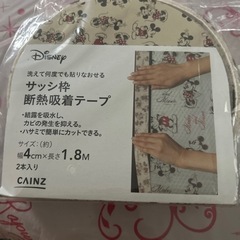 Disney
洗えて何度でも貼りなおせる
サッシ枠
断熱吸着テープ
・結露を吸水し、
カビの発生を抑える。
・ハサミで簡単にカットできる。
サイズ:(約)
幅4cm×長さ1.8M
2本入り
CAINZ